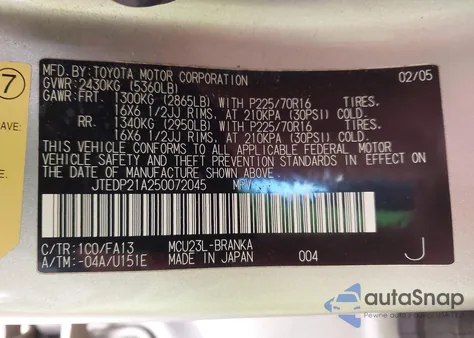 7
AVE:
MFD. BY: TOYOTA MOTOR CORPORATION 02/05
GVWR: 2430KG (5360LB)
GAWR: FRT. 1300KG (2865LB) WITH P225/70R16 TIRES,
16X6 1/2JJ RIMS, AT 210KPA (30PSI) COLD
RR. 1340KG (2950LB) WITH P225/70R16 TIRES,
16X6 1/2JJ RIMS, AT 210KPA (30PSI) COLD
THIS VEHICLE CONFORMS TO ALL APPLICABLE FEDERAL MOTOR
VEHICLE SAFETY AND THEFT PREVENTION STANDARDS IN EFFECT ON
THE DATE OF MANUFACTURE SHOWN ABOVE.
JTEDP21A250072045 MPV
C/TR: 1C0/FA13 MCU23L-BRANKA
A/TM: -04A/U151E MADE IN JAPAN 004 J
autoSnap